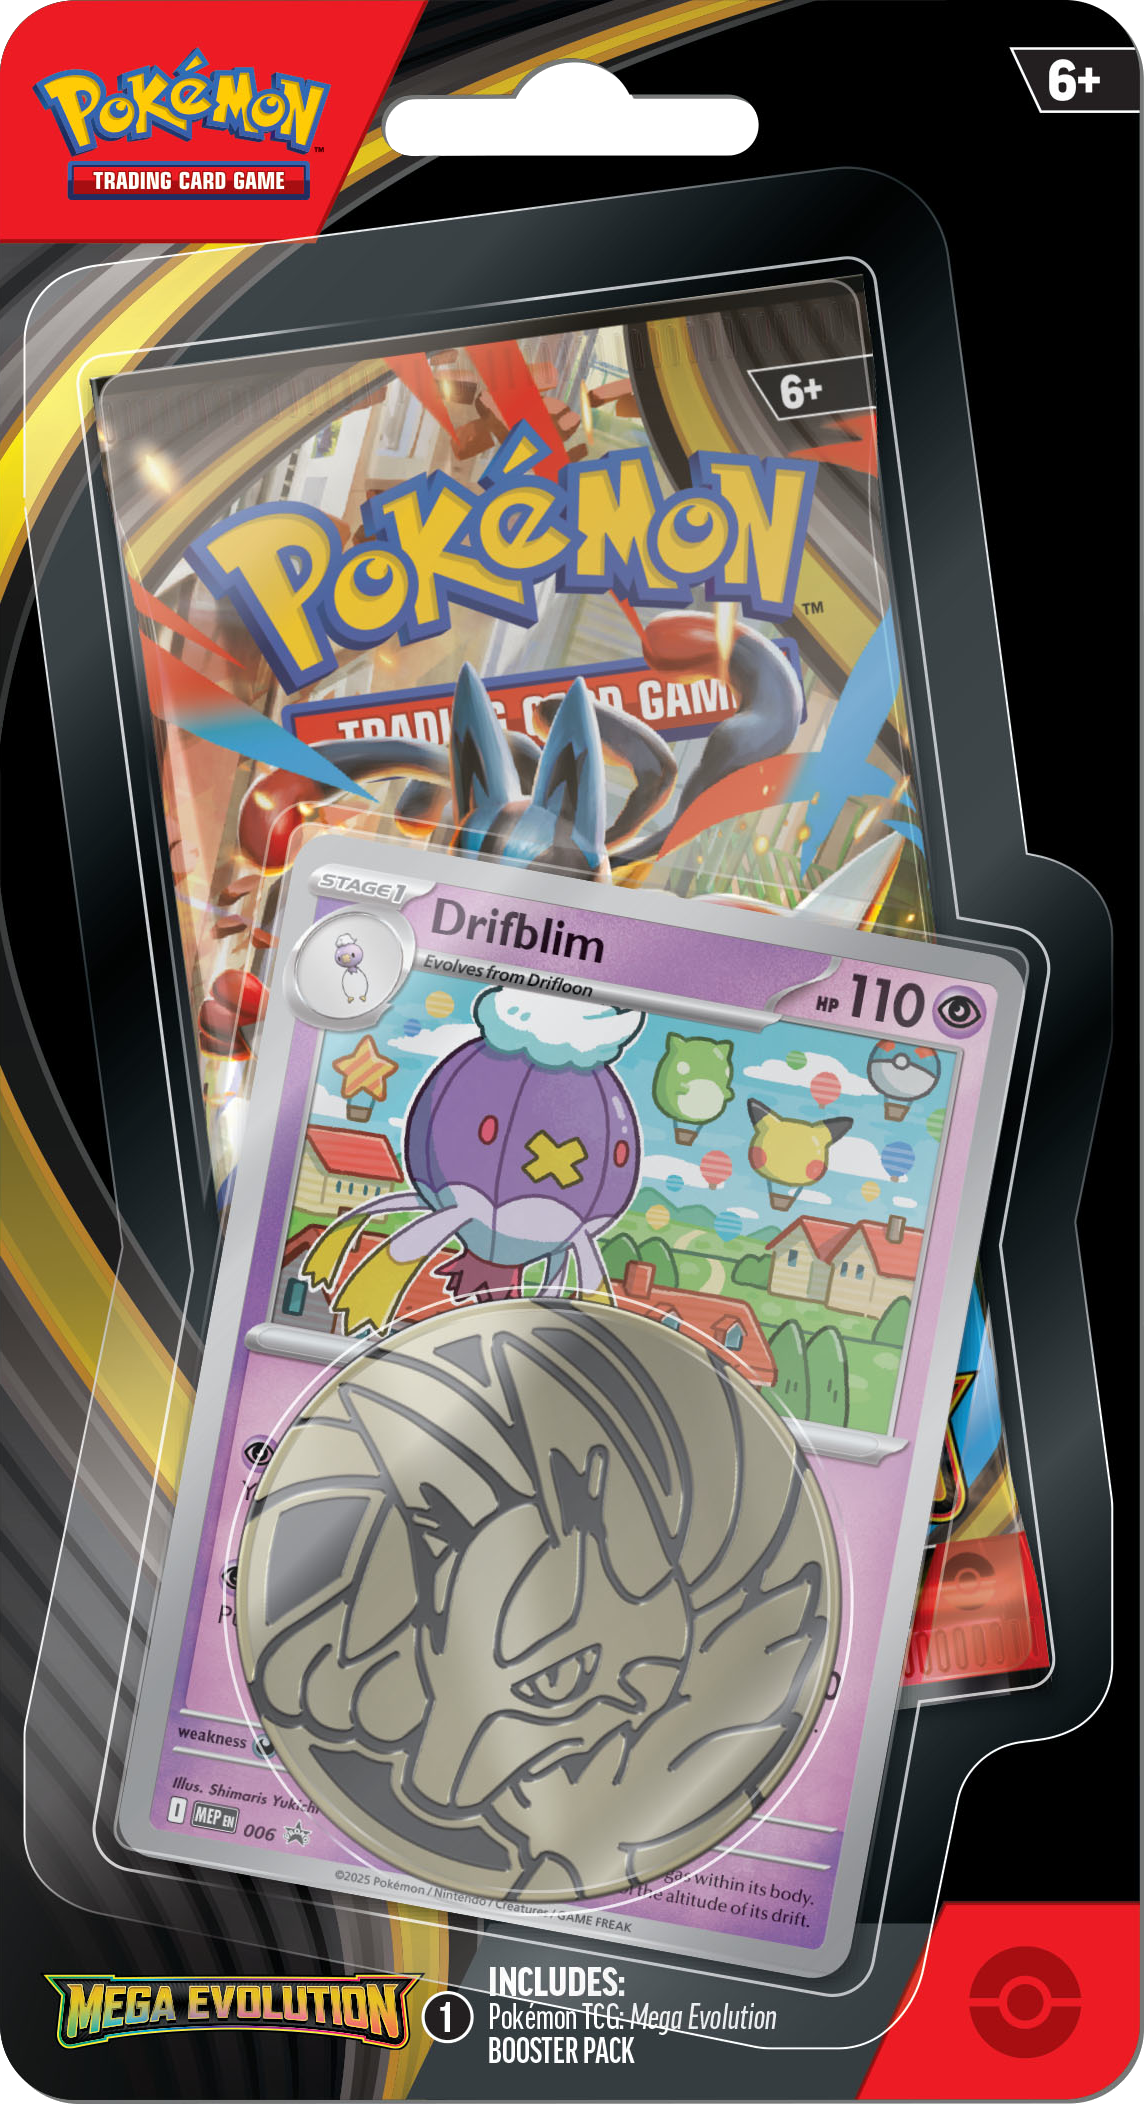 POKéMON
TRADING CARD GAME
6+
6+
POKéMON
TM
STAGE 1
Drifblim
Evolves from Drifloon
HP 110
weakness
Illus. Shimaris Yukichi
I MEP EN 006
gas within its body.
the altitude of its drift.
©2025 Pokémon / Nintendo / Creatures / GAME FREAK
MEGA EVOLUTION
1
INCLUDES:
Pokémon TCG: Mega Evolution
BOOSTER PACK